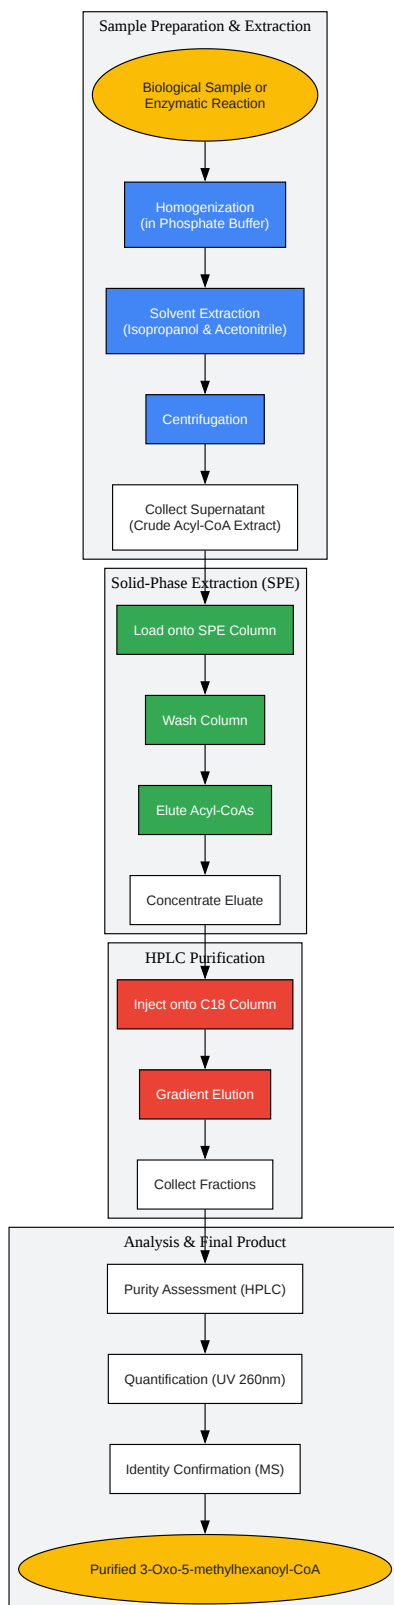 Sample Preparation & Extraction
Biological Sample or
Enzymatic Reaction
Homogenization
(in Phosphate Buffer)
Solvent Extraction
(Isopropanol & Acetonitrile)
Centrifugation
Collect Supernatant
(Crude Acyl-CoA Extract)
Solid-Phase Extraction (SPE)
Load onto SPE Column
Wash Column
Elute Acyl-CoAs
Concentrate Eluate
HPLC Purification
Inject onto C18 Column
Gradient Elution
Collect Fractions
Analysis & Final Product
Purity Assessment (HPLC)
Quantification (UV 260nm)
Identity Confirmation (MS)
Purified 3-Oxo-5-methylhexanoyl-CoA